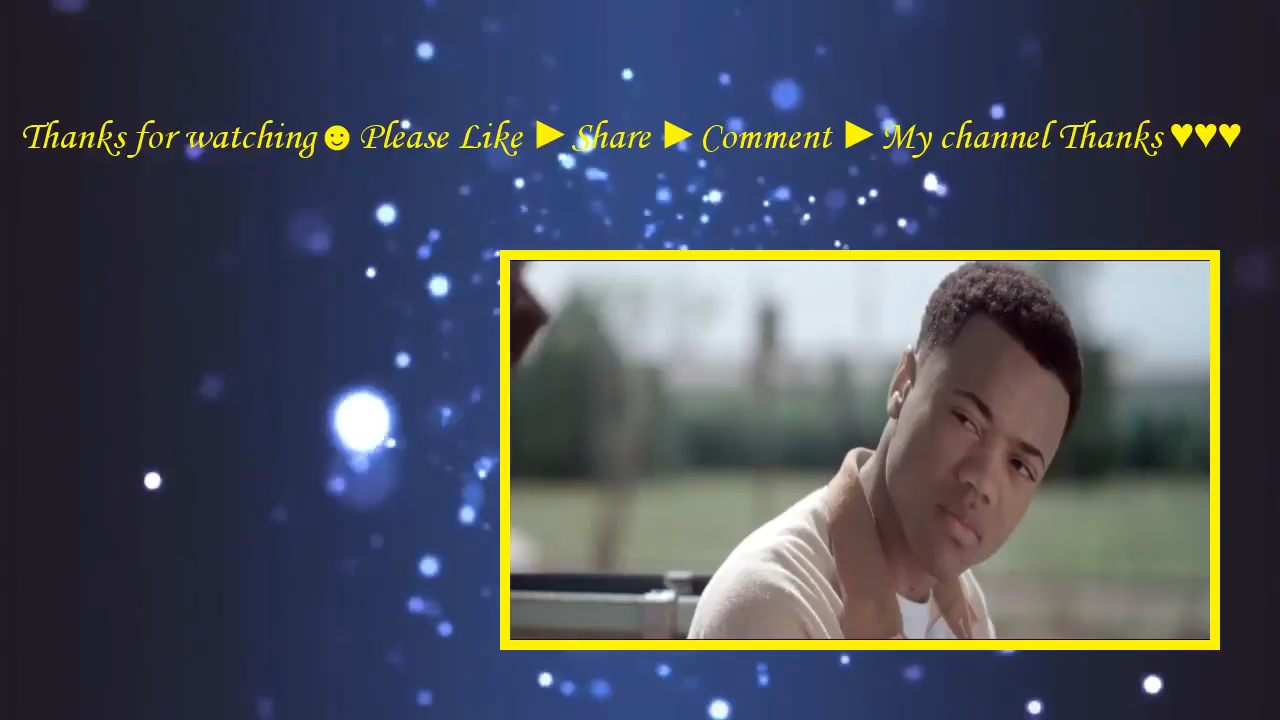 Thanks for watching☻Please Like ► Share ► Comment ► My channel Thanks ♥♥♥